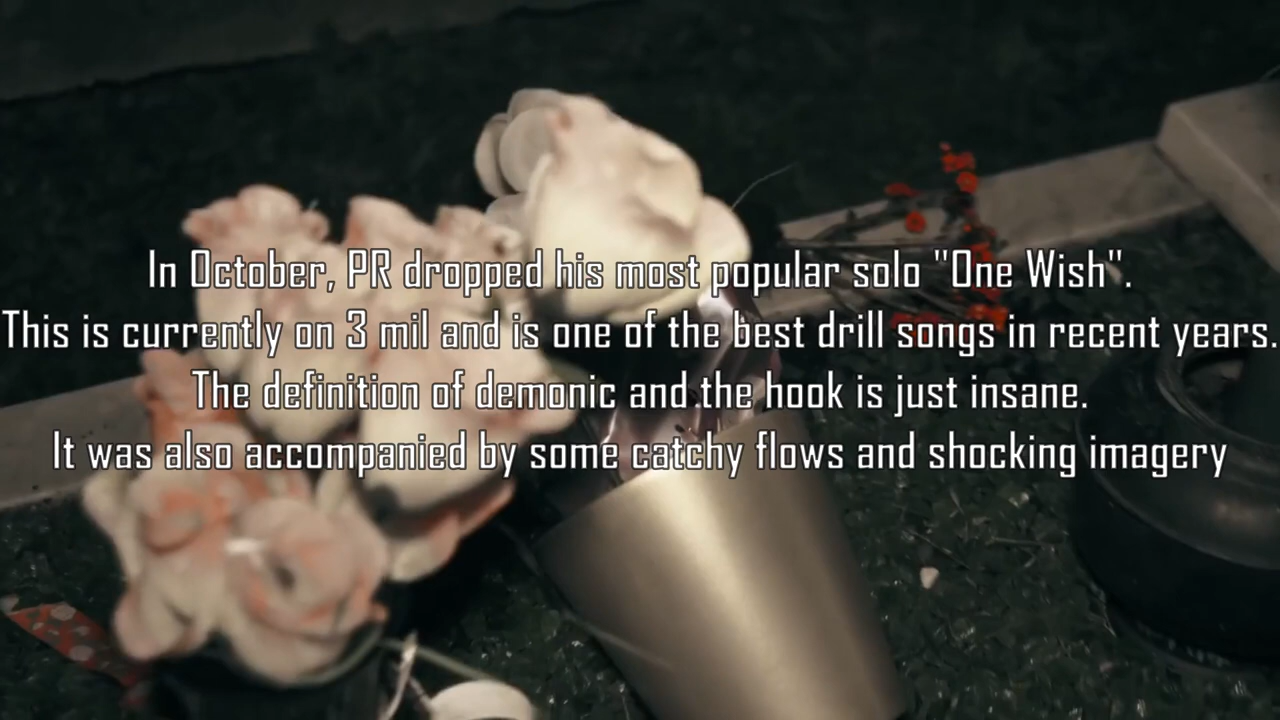 In October, PR dropped his most popular solo "One Wish".
This is currently on 3 mil and is one of the best drill songs in recent years.
The definition of demonic and the hook is just insane.
It was also accompanied by some catchy flows and shocking imagery